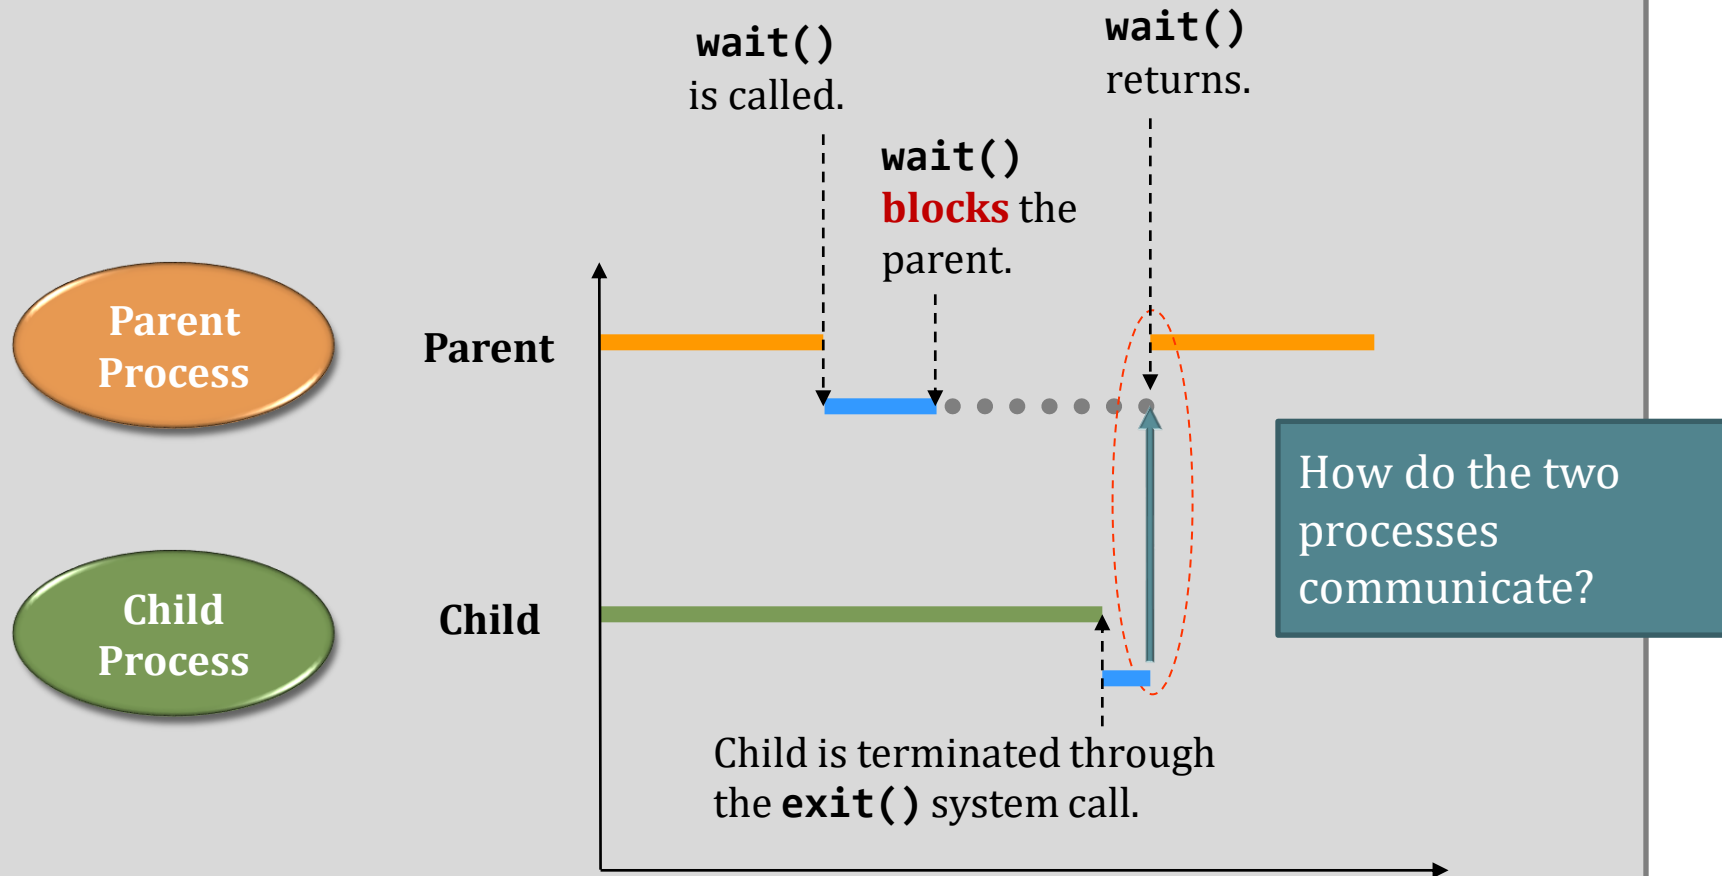 wait()
is called.
wait()
returns.
wait()
blocks the
parent.
Parent
Process
Parent
How do the two
processes
communicate?
Child
Process
Child
Child is terminated through
the exit() system call.